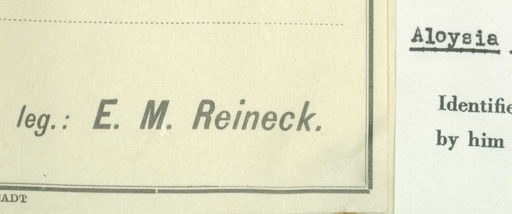 leg.: E. M. Reineck.
ADT
Aloysia
Identifie
by him